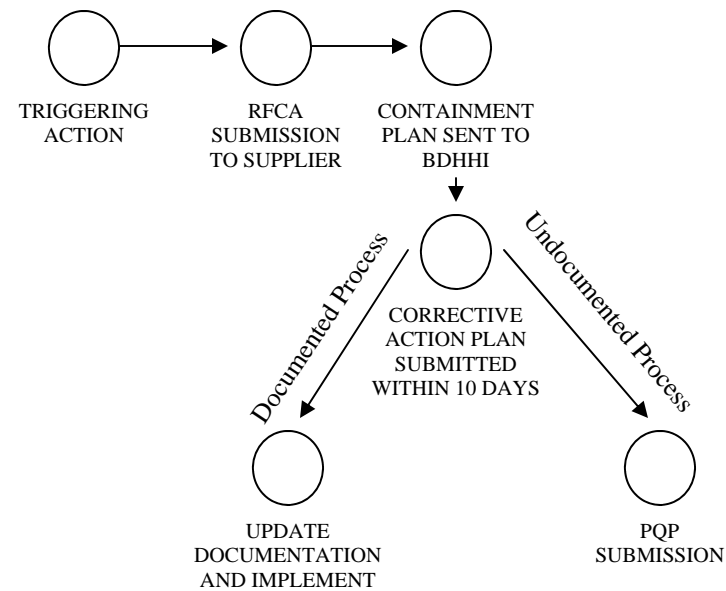 TRIGGERING
ACTION
RFCA
SUBMISSION
TO SUPPLIER
CONTAINMENT
PLAN SENT TO
BDHHI
Documented Process
Undocumented Process
CORRECTIVE
ACTION PLAN
SUBMITTED
WITHIN 10 DAYS
UPDATE
DOCUMENTATION
AND IMPLEMENT
PQP
SUBMISSION